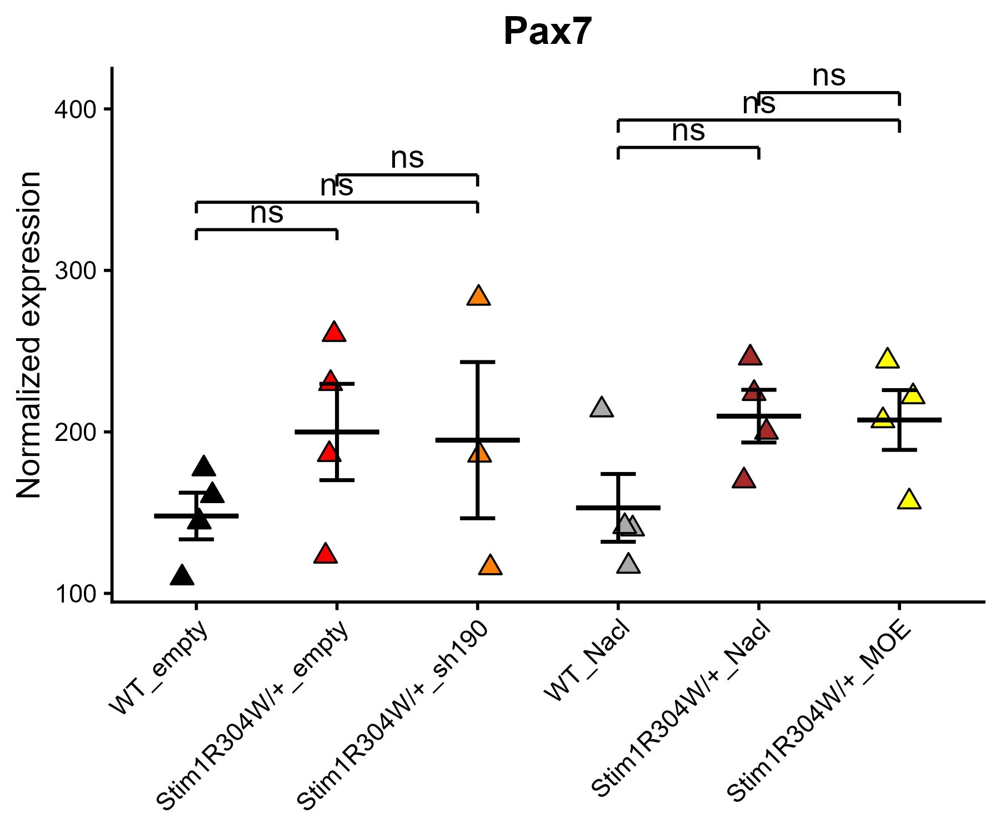 Pax7
Normalized expression
400
300
200
100
ns
ns
ns
ns
ns
ns
WT_empty
Stim1R304W/+_empty
Stim1R304W/+_sh190
WT_Nacl
Stim1R304W/+_Nacl
Stim1R304W/+_MOE